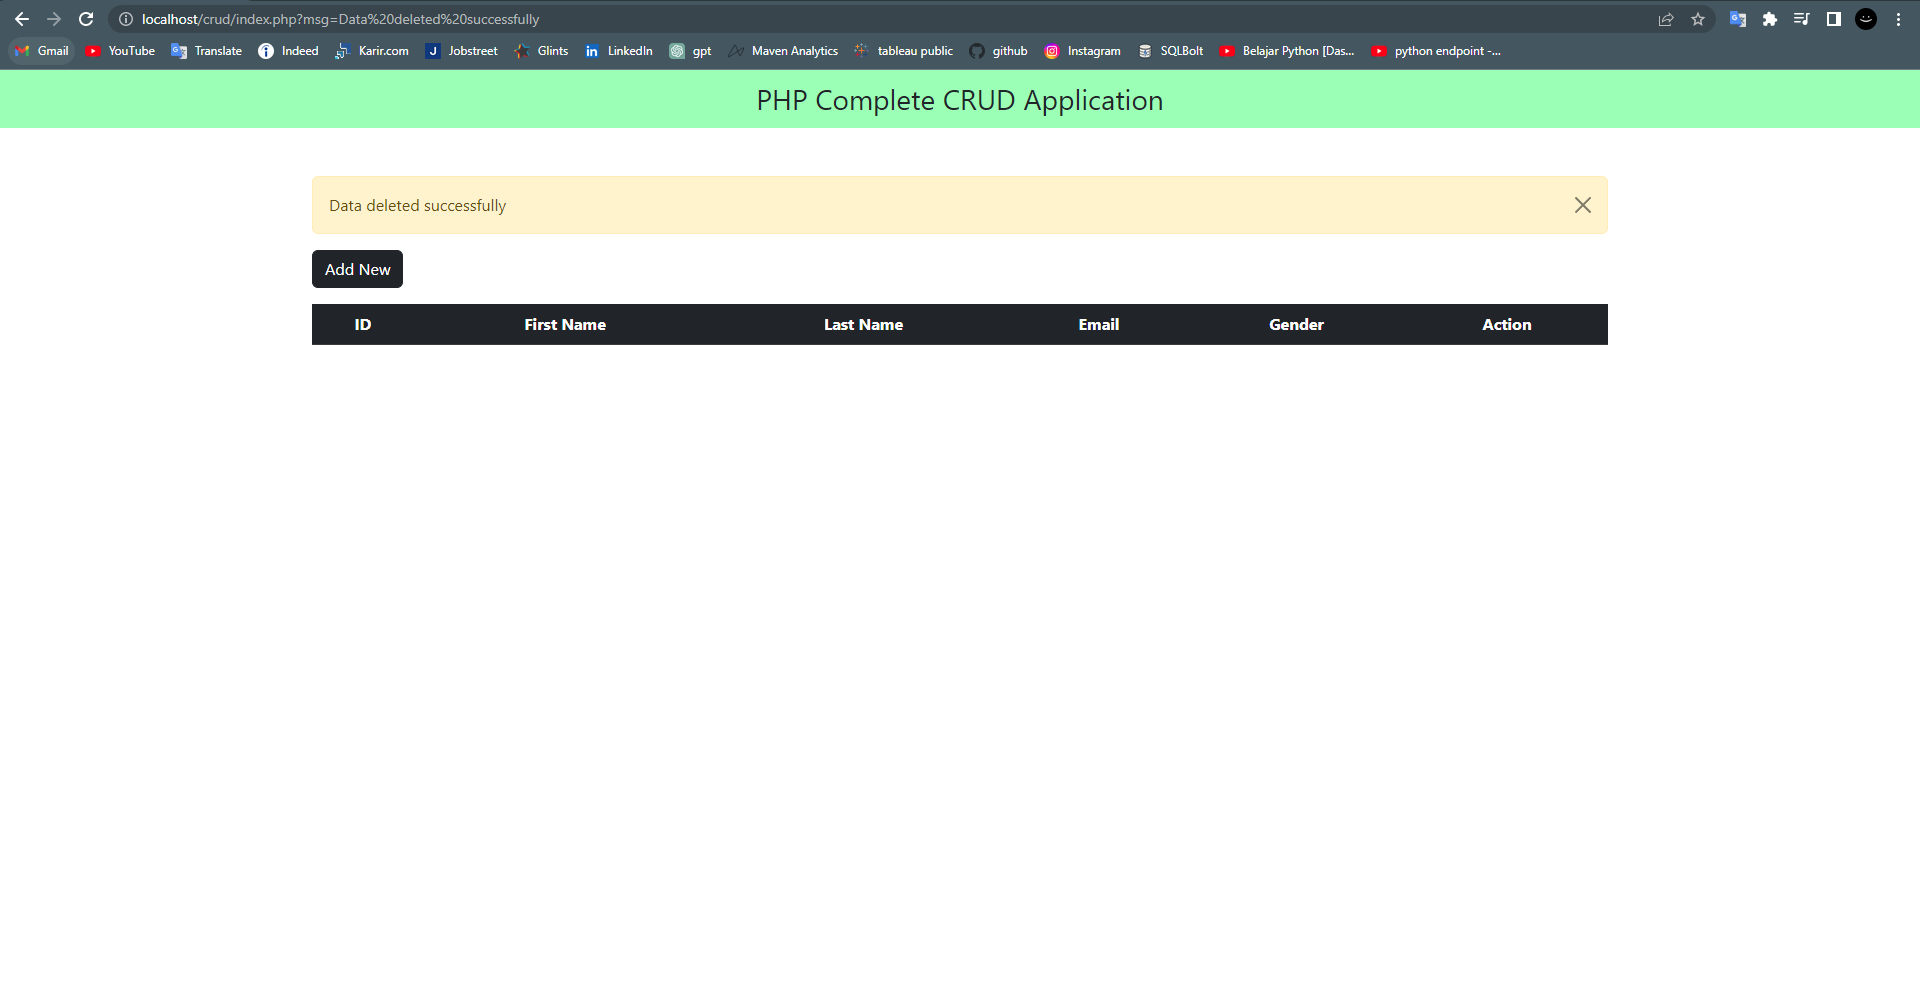 localhost/crud/index.php?msg=Data%20deleted%20successfully
Gmail YouTube Translate Indeed Karir.com J Jobstreet Glints in LinkedIn gpt Maven Analytics tableau public github Instagram SQLBolt Belajar Python [Das... python endpoint -...
PHP Complete CRUD Application
Data deleted successfully
Add New
ID First Name Last Name Email Gender Action